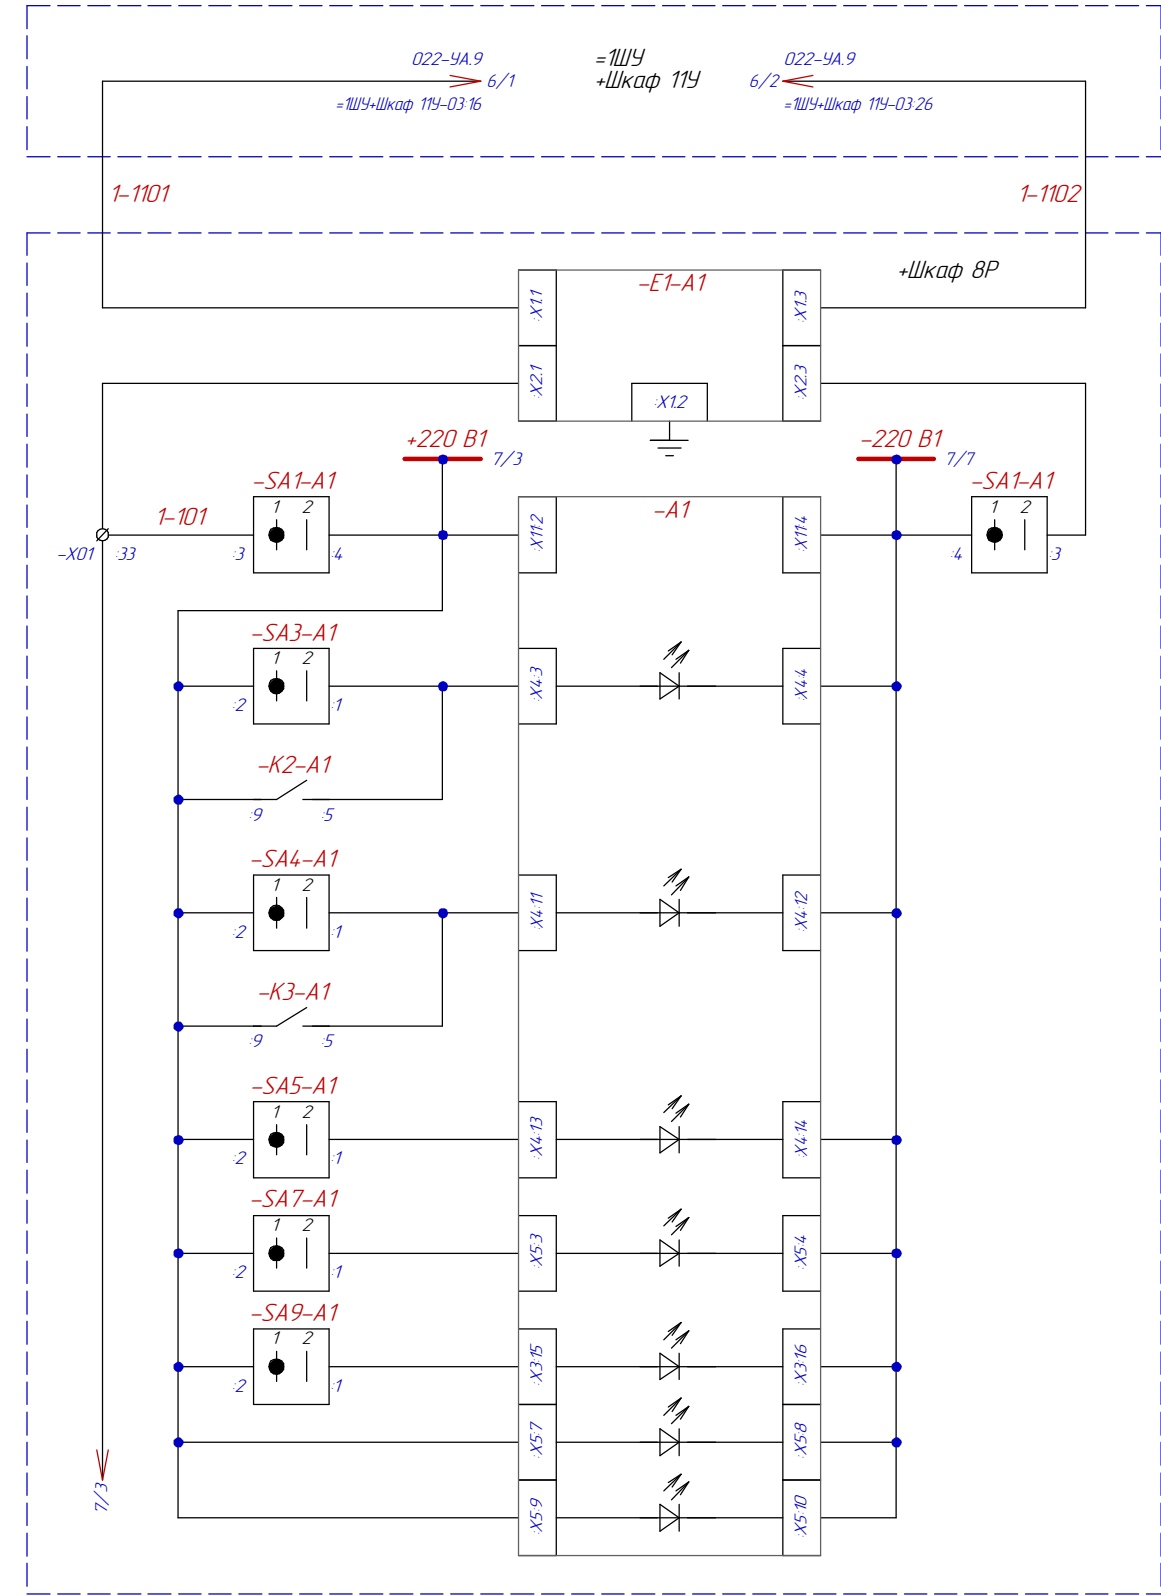 022-УА.9
=1ШУ
022-УА.9
6/1
+Шкаф 11У
6/2
=1ШУ+Шкаф 11У-03:16
=1ШУ+Шкаф 11У-03:26
1-1101
1-1102
+Шкаф 8Р
-E1-A1
:X1.1
:X1.3
:X2.1
:X1.2
:X2.3
+220 В1
7/3
-220 В1
7/7
-SA1-A1
1 2
1-101
-X01 :33
:3 :4
-A1
:X11:2
:X11:4
-SA1-A1
1 2
:4 :3
-SA3-A1
1 2
:2 :1
:X4:3
:X4:4
-K2-A1
:9 :5
-SA4-A1
1 2
:2 :1
:X4:11
:X4:12
-K3-A1
:9 :5
-SA5-A1
1 2
:2 :1
:X4:13
:X4:14
-SA7-A1
1 2
:2 :1
:X5:3
:X5:4
-SA9-A1
1 2
:2 :1
:X3:15
:X3:16
:X5:7
:X5:8
7/3
:X5:9
:X5:10